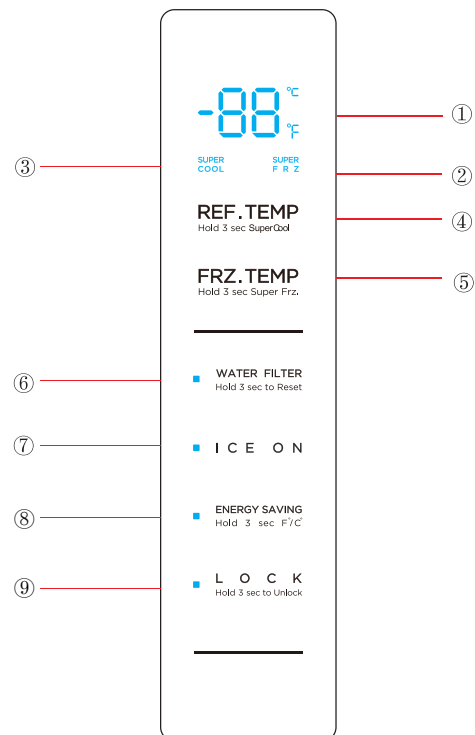 -88 °C
°F
①
SUPER COOL
SUPER F R Z
③
②
REF.TEMP
Hold 3 sec SuperCool
④
FRZ.TEMP
Hold 3 sec Super Frz.
⑤
WATER FILTER
Hold 3 sec to Reset
⑥
I C E O N
⑦
ENERGY SAVING
Hold 3 sec F°/C°
⑧
L O C K
Hold 3 sec to Unlock
⑨